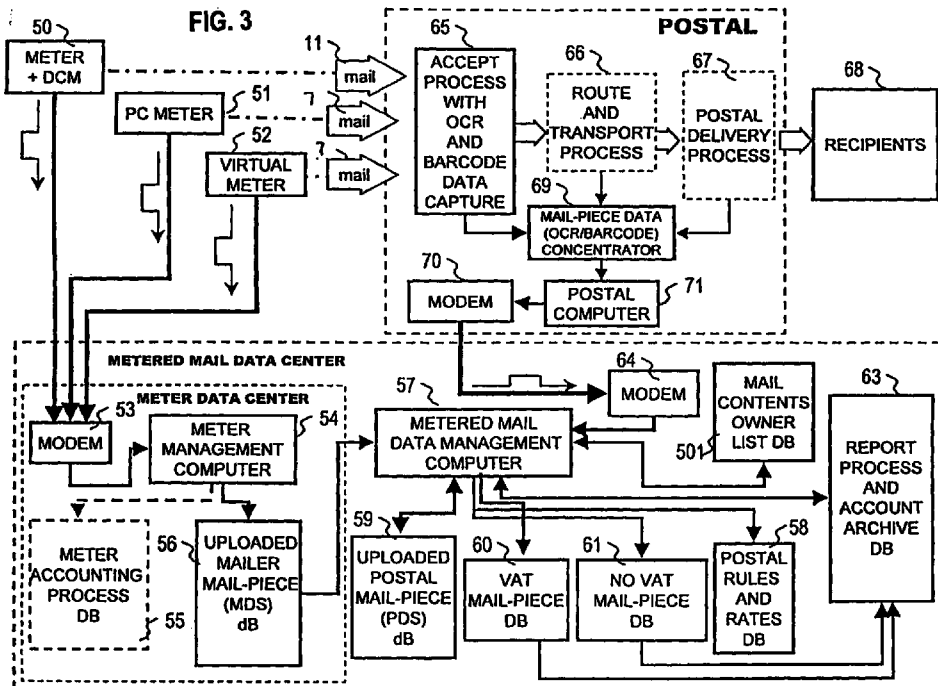 FIG. 3
POSTAL
50
METER
+ DCM
11
mail
51
PC METER
7
mail
52
VIRTUAL
METER
7
mail
65
ACCEPT
PROCESS
WITH
OCR
AND
BARCODE
DATA
CAPTURE
66
ROUTE
AND
TRANSPORT
PROCESS
67
POSTAL
DELIVERY
PROCESS
68
RECIPIENTS
69
MAIL-PIECE DATA
(OCR/BARCODE)
CONCENTRATOR
70
MODEM
POSTAL
COMPUTER
71
METERED MAIL DATA CENTER
METER DATA CENTER
53
MODEM
54
METER
MANAGEMENT
COMPUTER
METER
ACCOUNTING
PROCESS
DB
55
56
UPLOADED
MAILER
MAIL-PIECE
(MDS)
dB
57
METERED MAIL
DATA MANAGEMENT
COMPUTER
64
MODEM
MAIL
CONTENTS
OWNER
LIST DB
501
63
REPORT
PROCESS
AND
ACCOUNT
ARCHIVE
DB
59
UPLOADED
POSTAL
MAIL-PIECE
(PDS)
dB
60
VAT
MAIL-PIECE
DB
61
NO VAT
MAIL-PIECE
DB
58
POSTAL
RULES
AND
RATES
DB